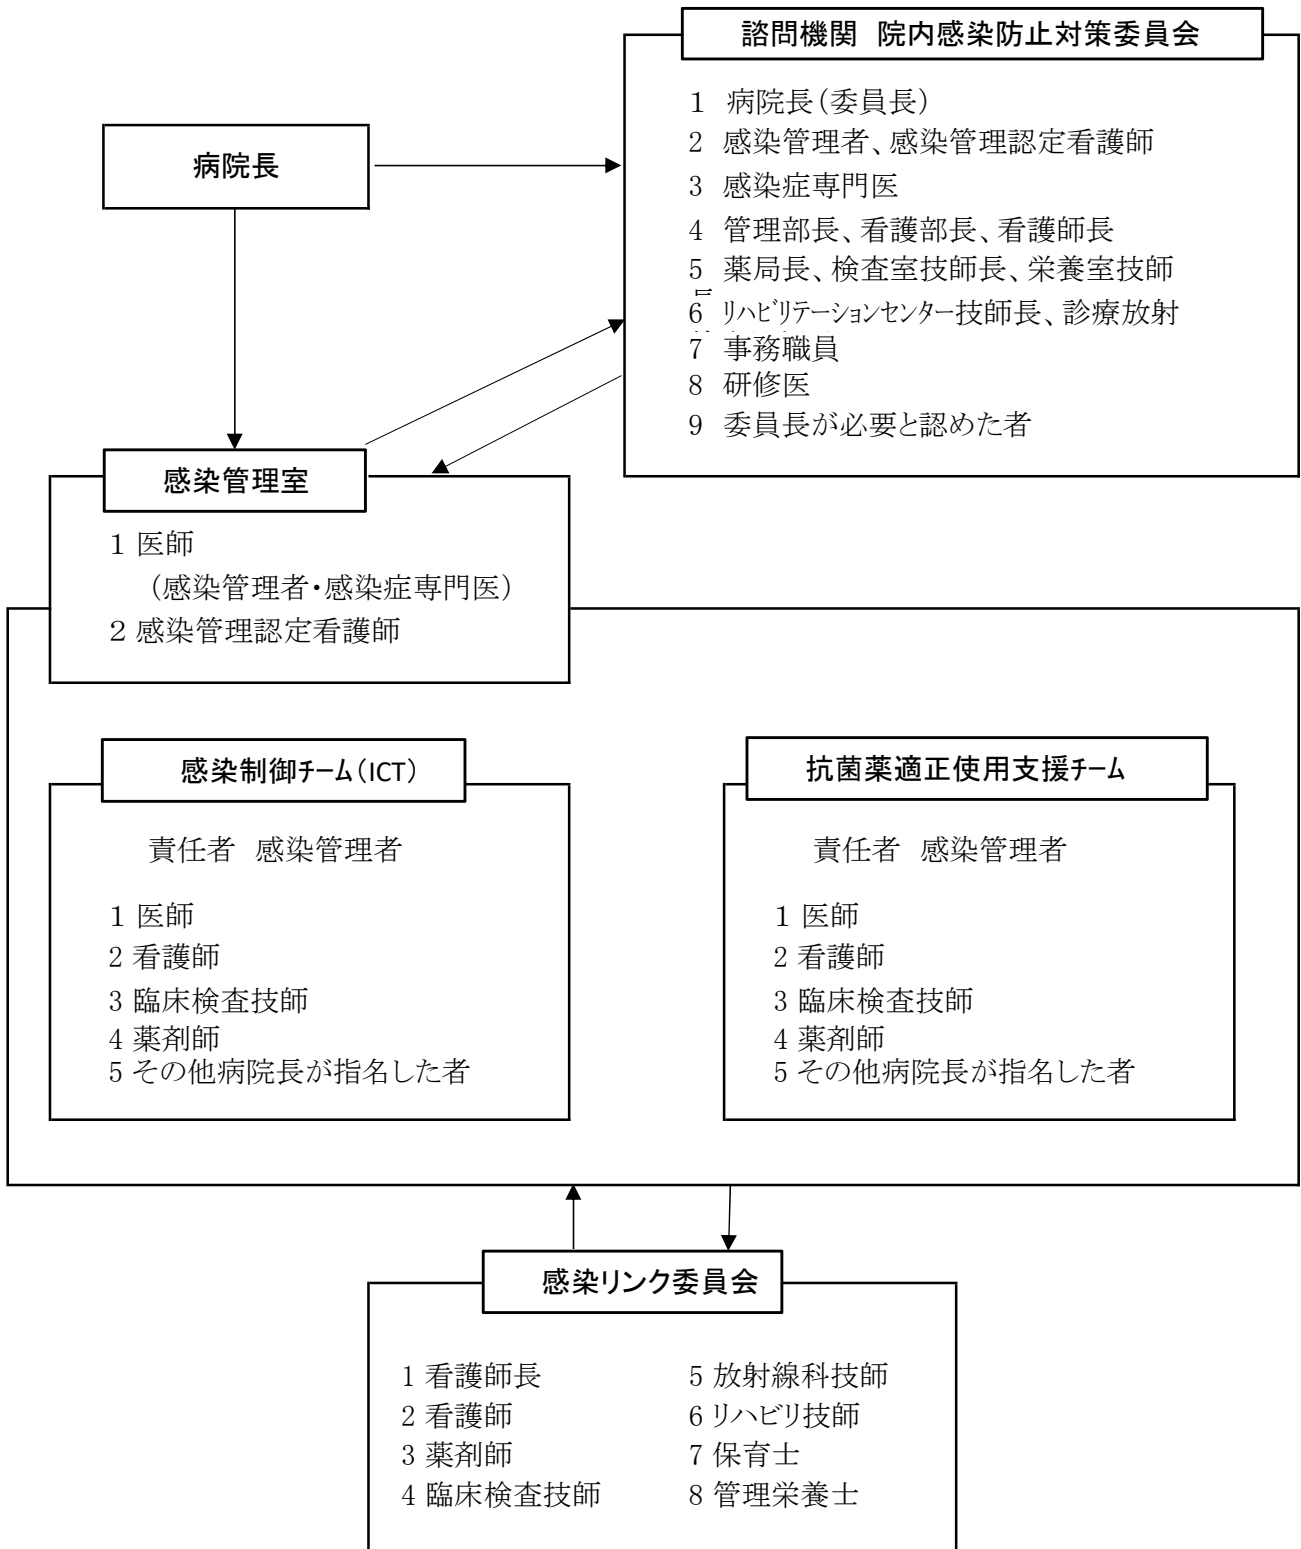 諮問機関 院内感染防止対策委員会
1 病院長(委員長)
2 感染管理者、感染管理認定看護師
3 感染症専門医
4 管理部長、看護部長、看護師長
5 薬局長、検査室技師長、栄養室技師
6 ﾘﾊﾋﾞﾘﾃｰｼｮﾝｾﾝﾀｰ技師長、診療放射
7 事務職員
8 研修医
9 委員長が必要と認めた者
病院長
感染管理室
1 医師
(感染管理者・感染症専門医)
2 感染管理認定看護師
感染制御ﾁｰﾑ(ICT)
責任者 感染管理者
1 医師
2 看護師
3 臨床検査技師
4 薬剤師
5 その他病院長が指名した者
抗菌薬適正使用支援ﾁｰﾑ
責任者 感染管理者
1 医師
2 看護師
3 臨床検査技師
4 薬剤師
5 その他病院長が指名した者
感染リンク委員会
1 看護師長
2 看護師
3 薬剤師
4 臨床検査技師
5 放射線科技師
6 リハビリ技師
7 保育士
8 管理栄養士